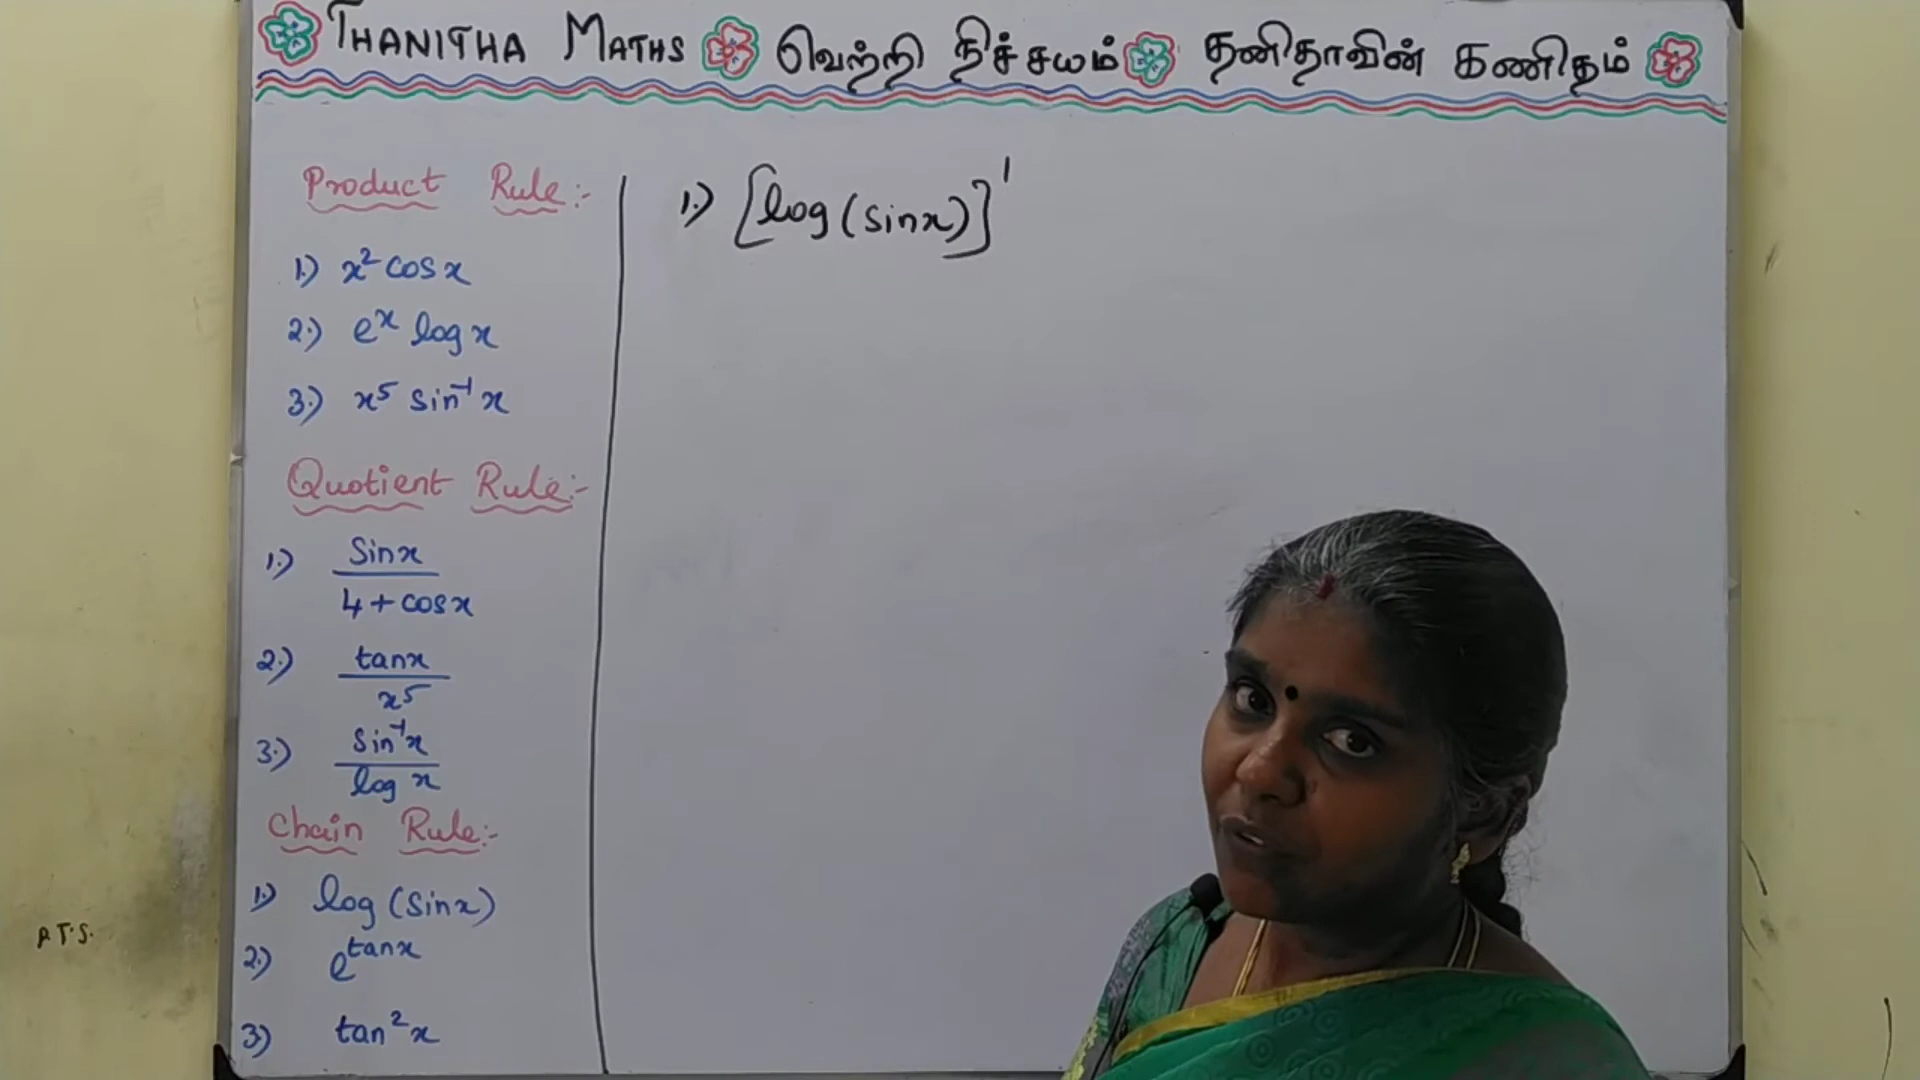 THANITHA MATHS வெற்றி நிச்சயம் தனிதாவின் கணிதம்
Product Rule:-
1.) x² cos x
2.) eˣ log x
3.) x⁵ sin⁻¹ x
Quotient Rule:-
1.) sinx / 4 + cosx
2.) tanx / x⁵
3.) sin⁻¹x / log x
Chain Rule:-
1.) log (sinx)
2.) e^tanx
3.) tan² x
1.) [log (sinx)]'
P.T.S.